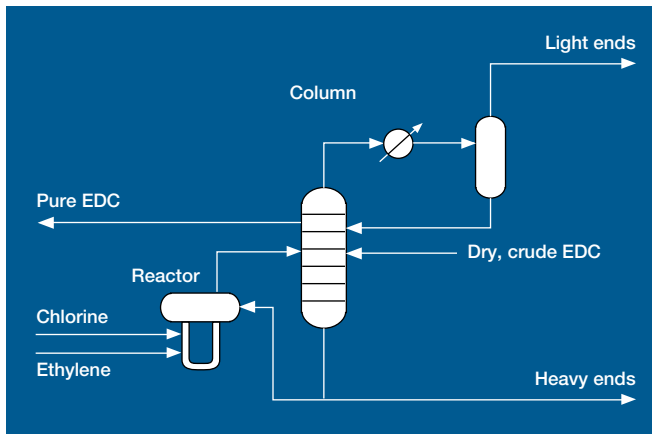 Light ends
Column
Pure EDC
Dry, crude EDC
Reactor
Chlorine
Ethylene
Heavy ends